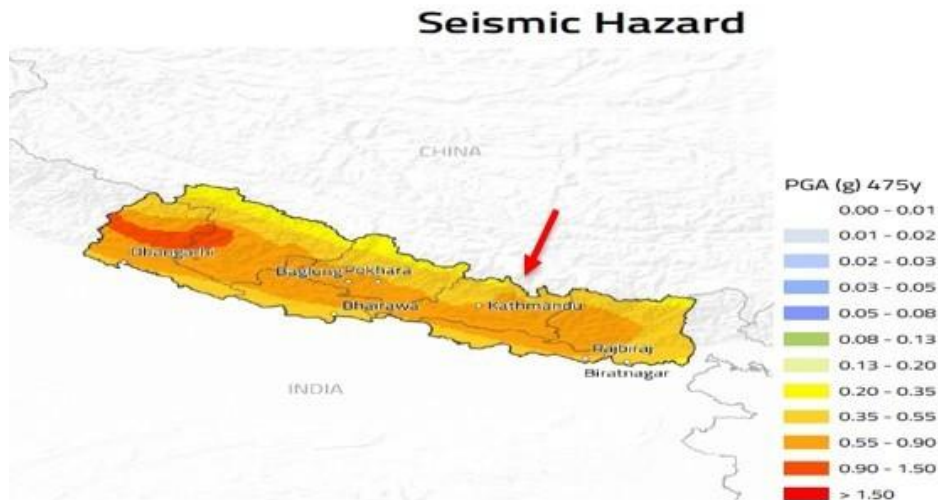 Seismic Hazard
CHINA
PGA (g) 475y
0.00 - 0.01
0.01 - 0.02
0.02 - 0.03
0.03 - 0.05
0.05 - 0.08
0.08 - 0.13
0.13 - 0.20
0.20 - 0.35
0.35 - 0.55
0.55 - 0.90
0.90 - 1.50
> 1.50
Dhangadhi
Baglung Pokhara
Bhairawa
Kathmandu
Rajbiraj
Biratnagar
INDIA